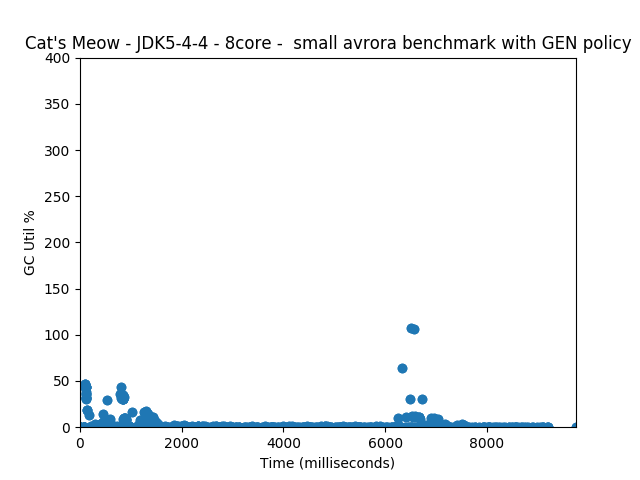 Cat's Meow - JDK5-4-4 - 8core -  small avrora benchmark with GEN policy
400
350
300
250
200
150
100
50
0
GC Util %
0 2000 4000 6000 8000
Time (milliseconds)